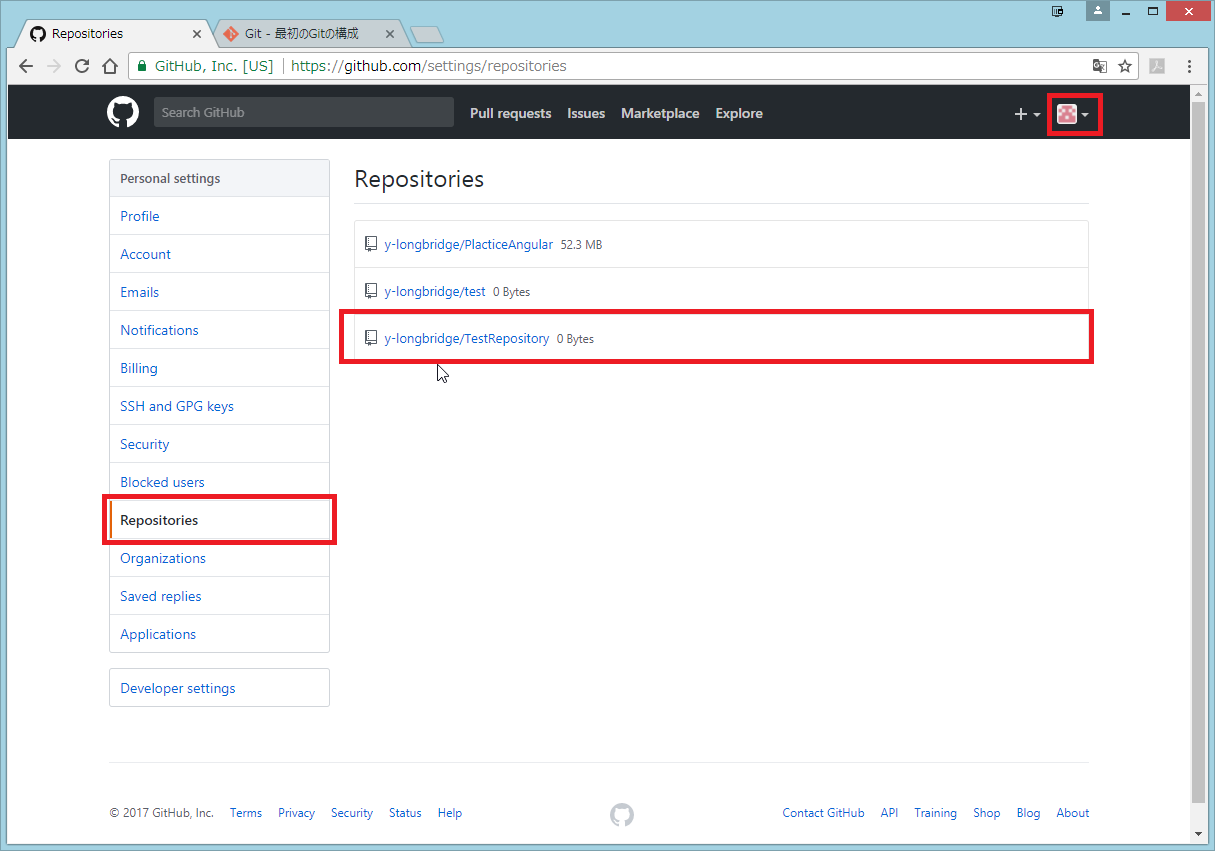 Repositories
Git - 最初のGitの構成
GitHub, Inc. [US] https://github.com/settings/repositories
Search GitHub
Pull requests Issues Marketplace Explore
Personal settings
Profile
Account
Emails
Notifications
Billing
SSH and GPG keys
Security
Blocked users
Repositories
Organizations
Saved replies
Applications
Developer settings
Repositories
y-longbridge/PlacticeAngular 52.3 MB
y-longbridge/test 0 Bytes
y-longbridge/TestRepository 0 Bytes
© 2017 GitHub, Inc. Terms Privacy Security Status Help
Contact GitHub API Training Shop Blog About